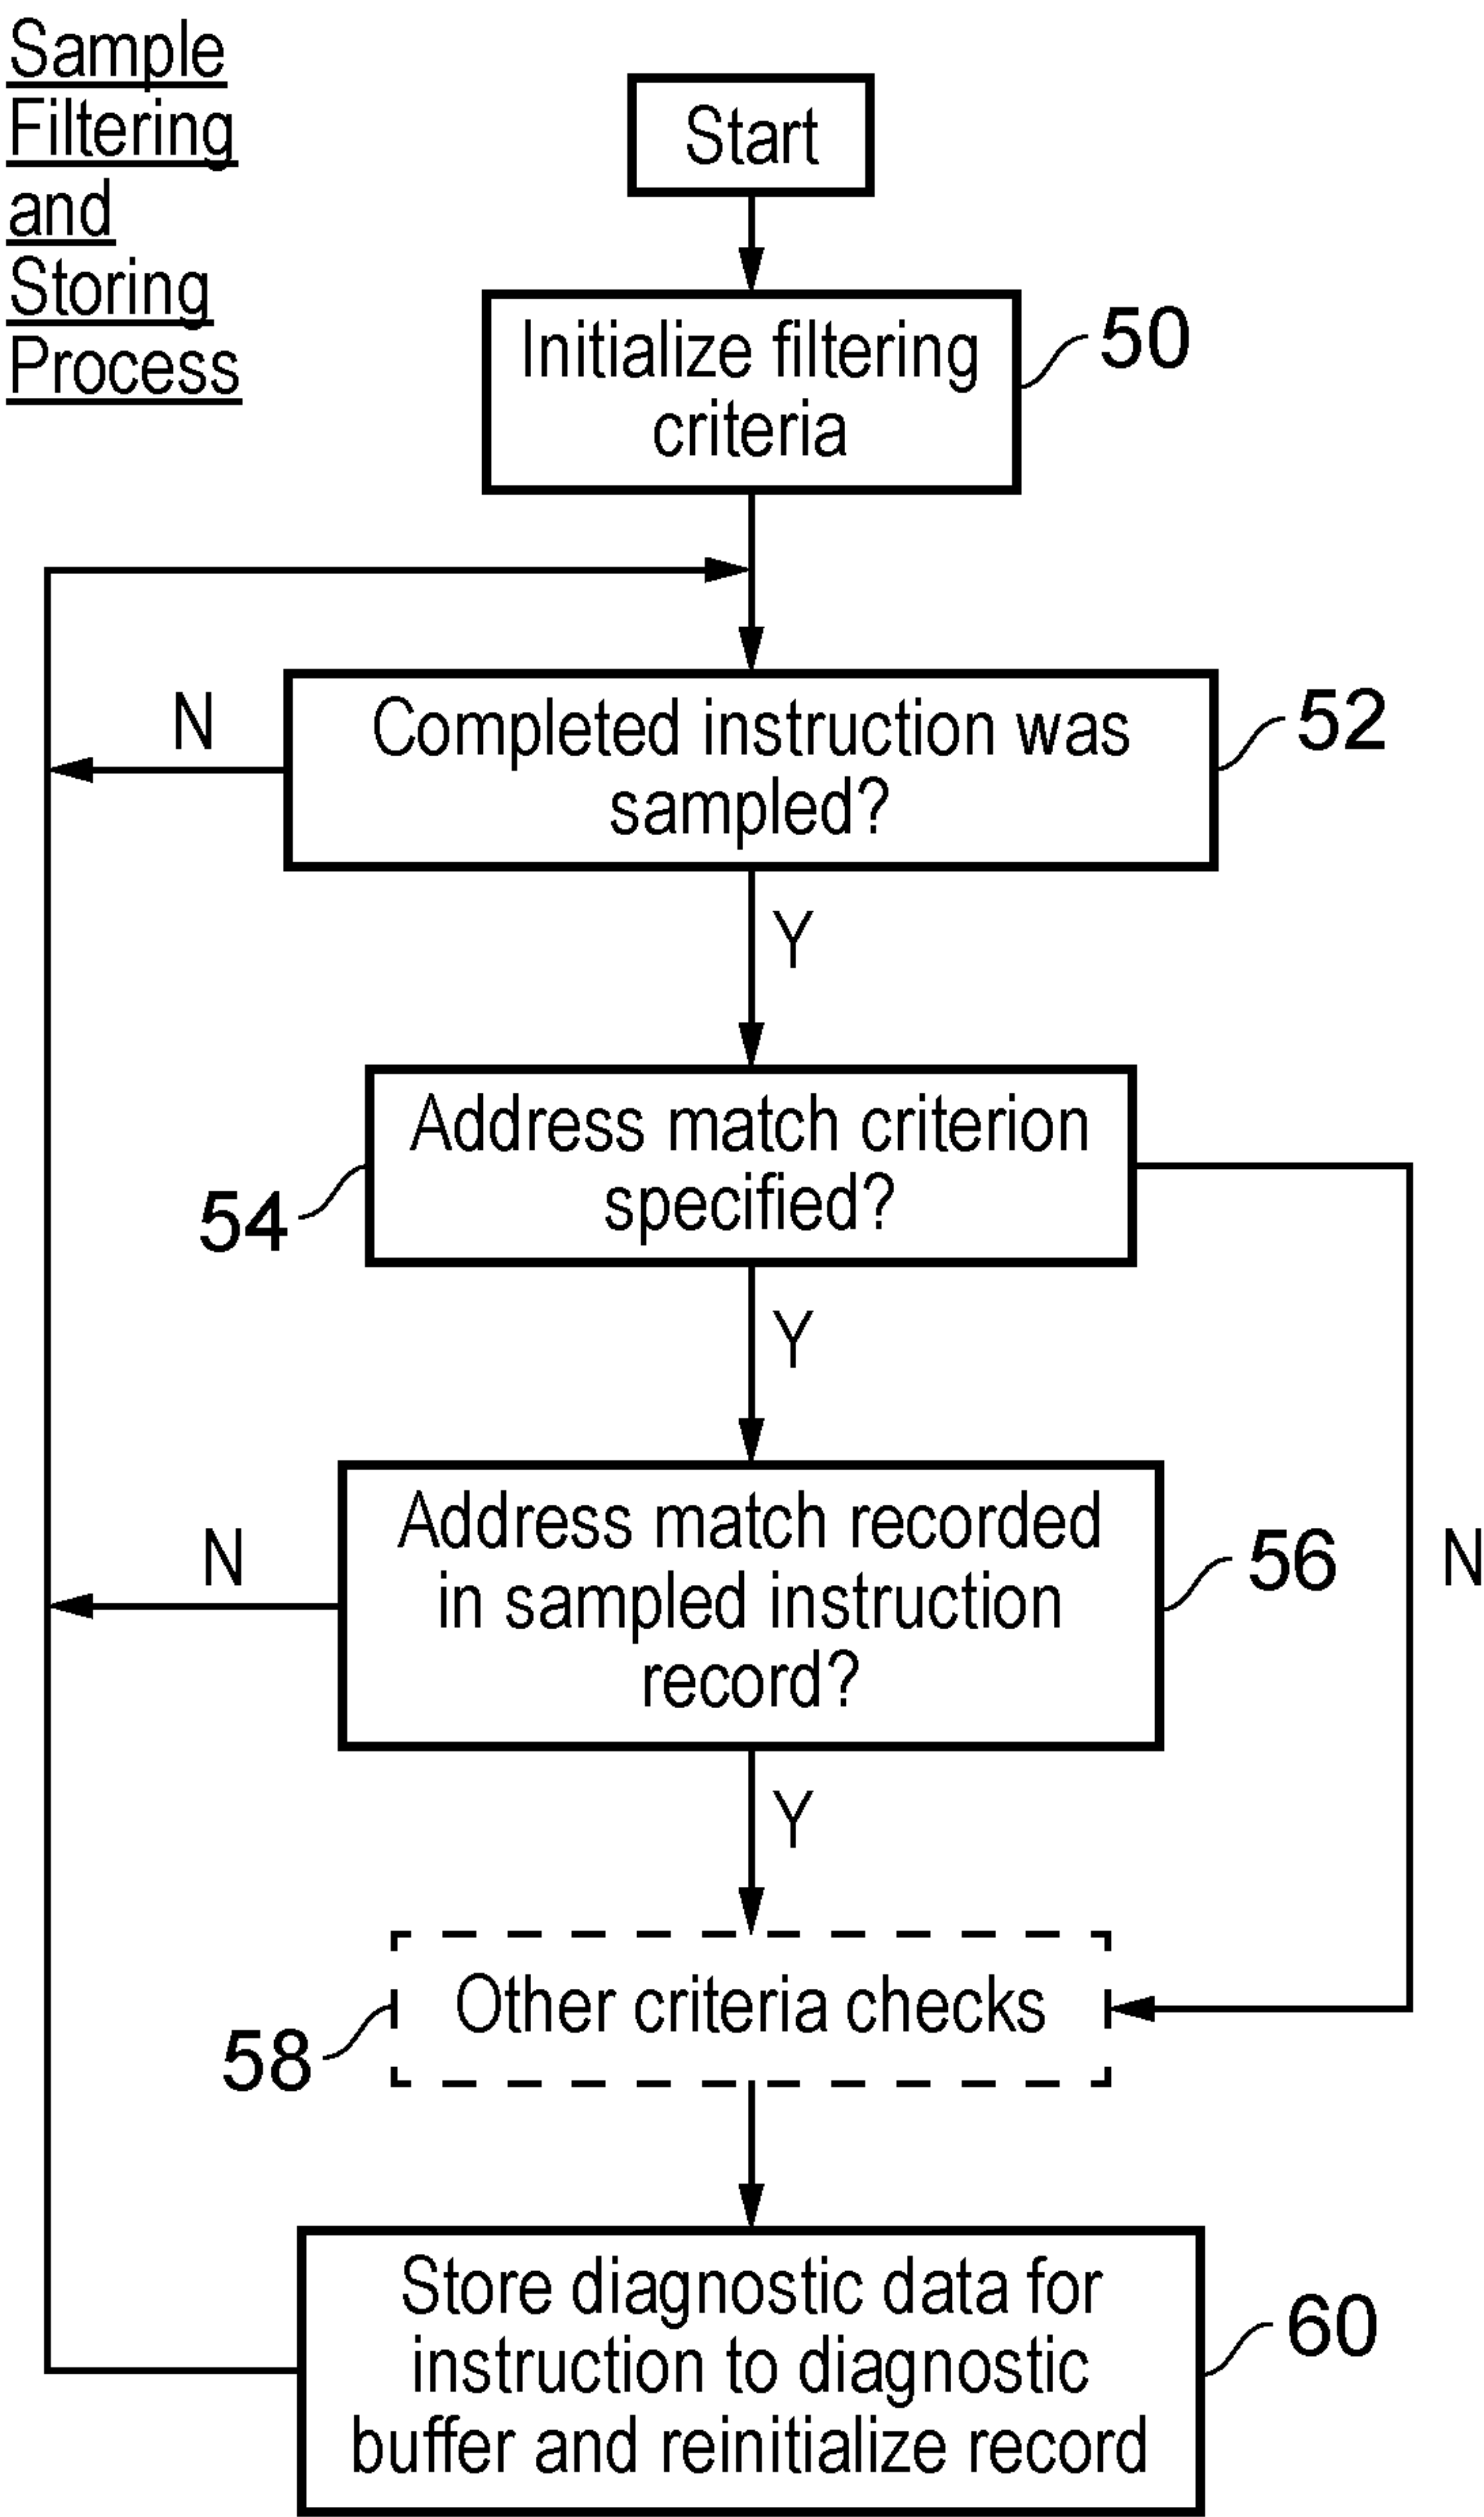 Sample
Filtering
and
Storing
Process
Start
Initialize filtering
criteria
50
N
Completed instruction was
sampled?
52
Y
Address match criterion
specified?
54
Y
N
Address match recorded
in sampled instruction
record?
56
N
Y
Other criteria checks
58
Store diagnostic data for
instruction to diagnostic
buffer and reinitialize record
60